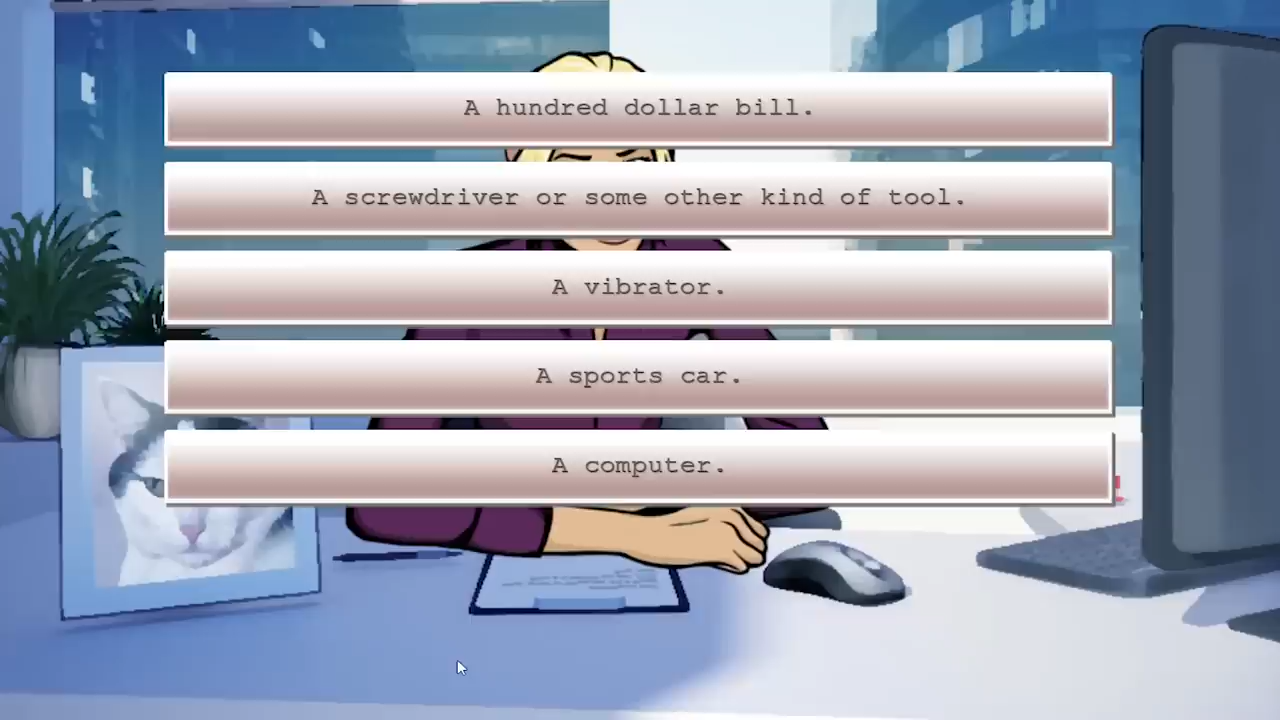 A hundred dollar bill.
A screwdriver or some other kind of tool.
A vibrator.
A sports car.
A computer.